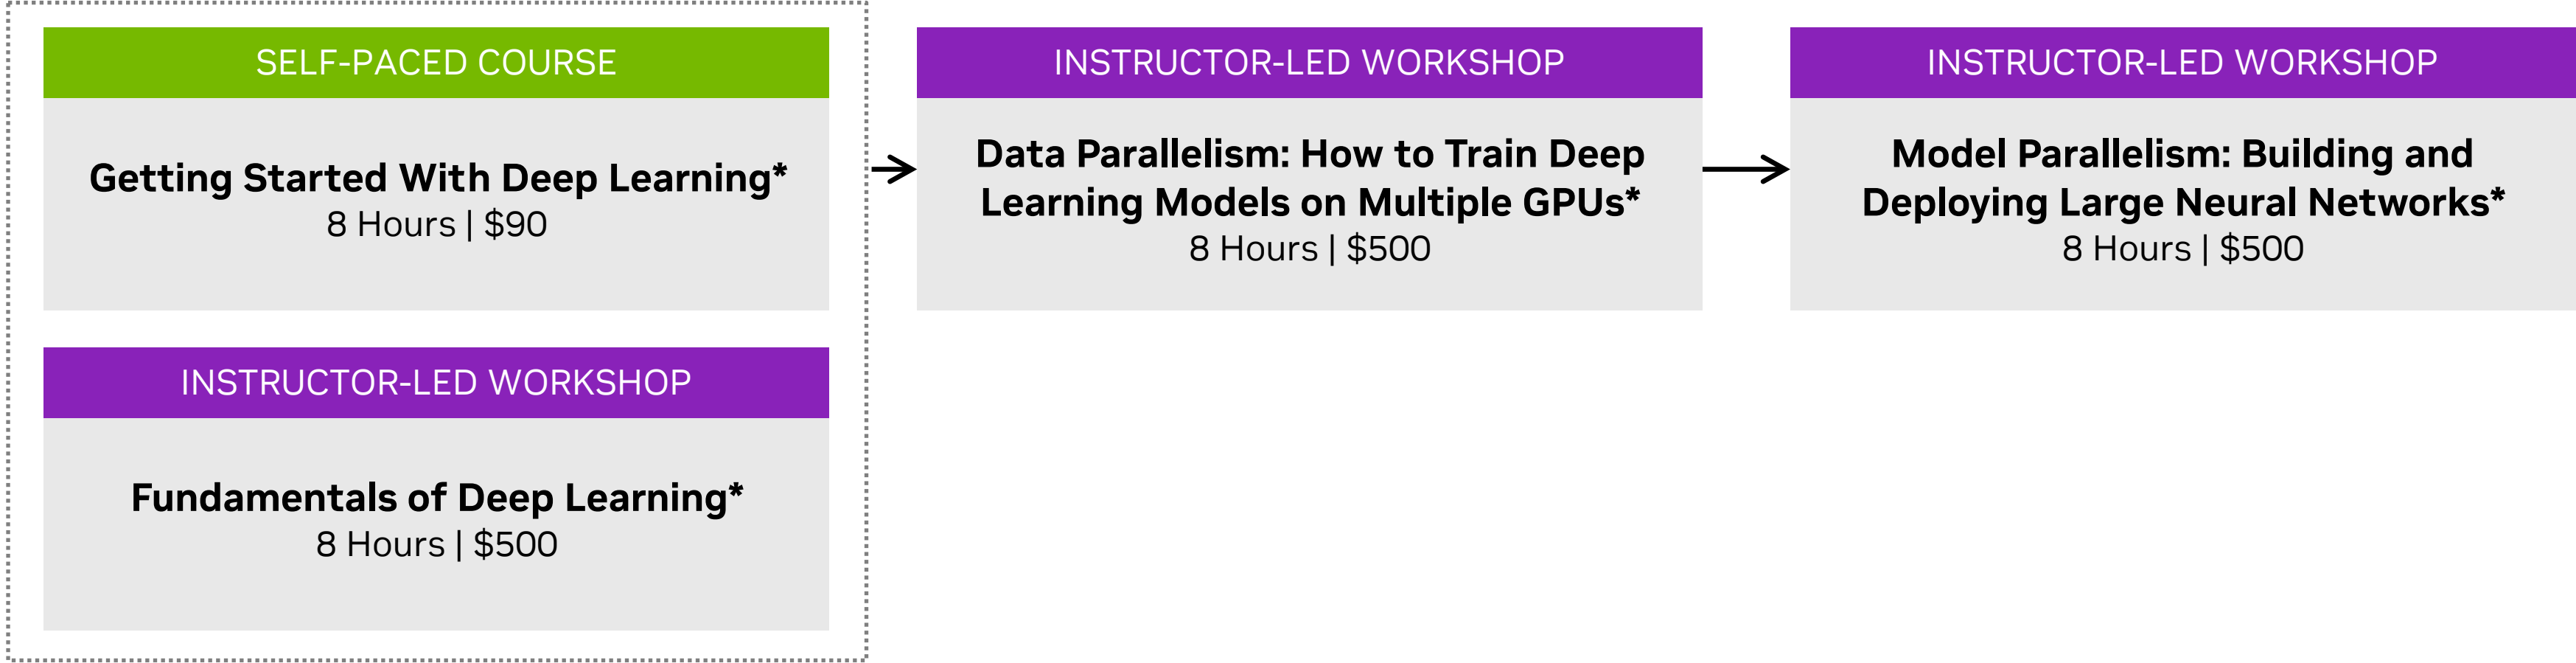 SELF-PACED COURSE
Getting Started With Deep Learning*
8 Hours | $90
INSTRUCTOR-LED WORKSHOP
Fundamentals of Deep Learning*
8 Hours | $500
INSTRUCTOR-LED WORKSHOP
Data Parallelism: How to Train Deep
Learning Models on Multiple GPUs*
8 Hours | $500
INSTRUCTOR-LED WORKSHOP
Model Parallelism: Building and
Deploying Large Neural Networks*
8 Hours | $500